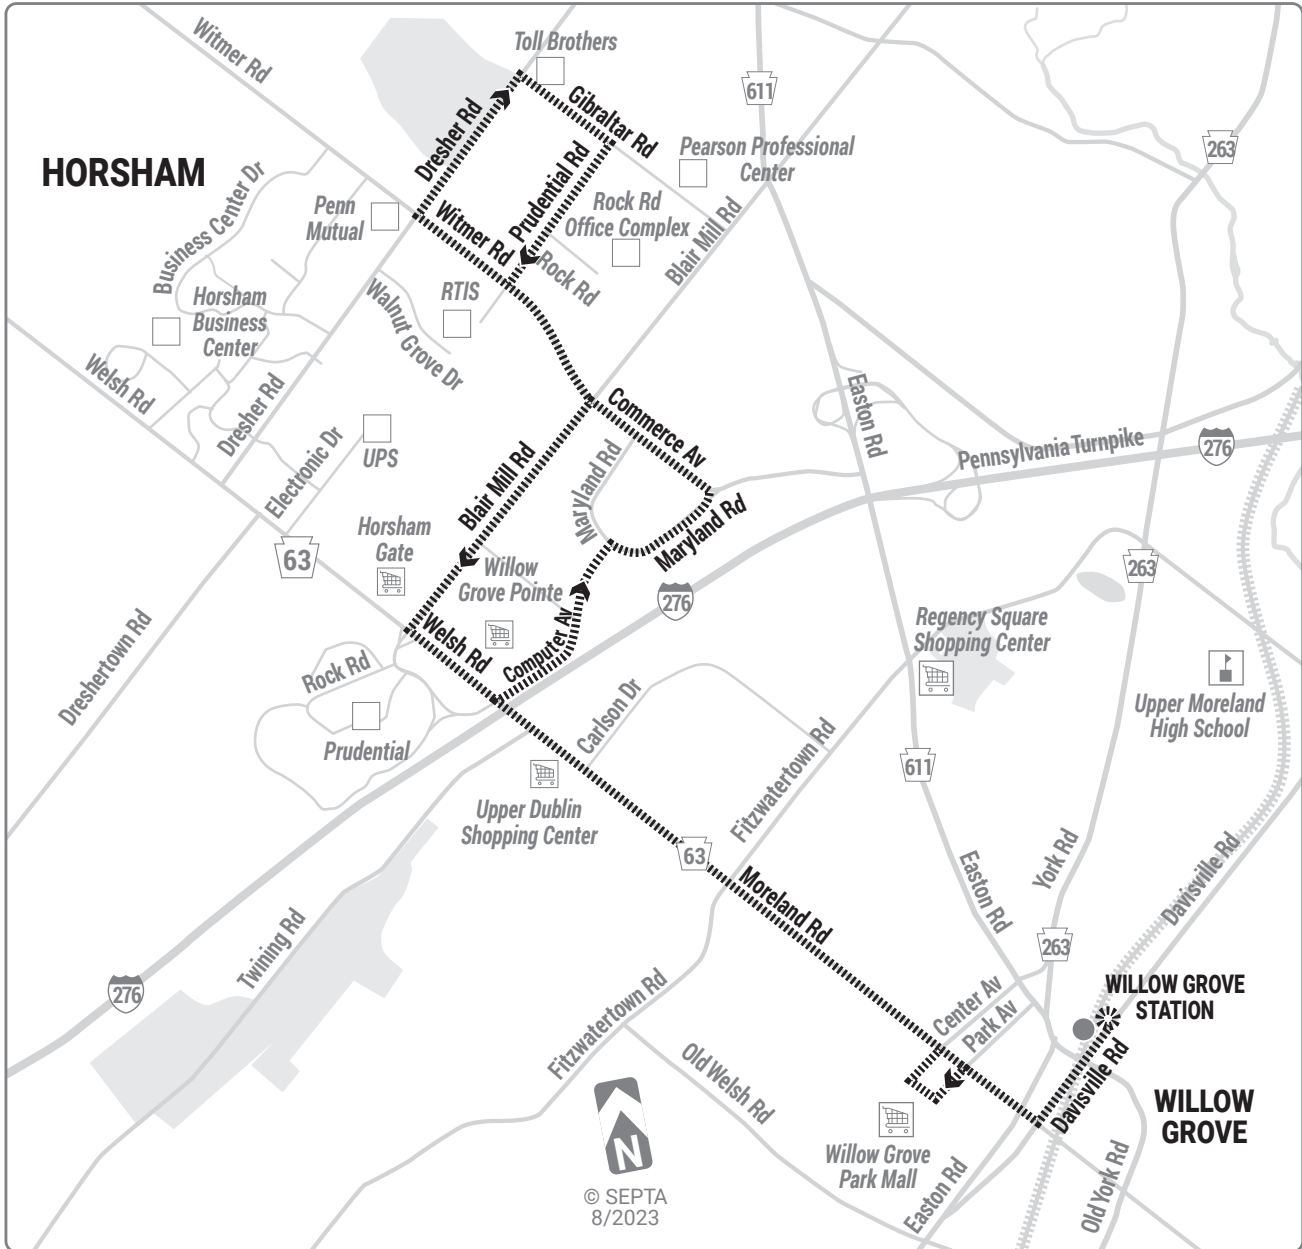 Witmer Rd
Toll Brothers
Gibraltar Rd
611
Dresher Rd
Prudential Rd
Pearson Professional
Center
263
HORSHAM
Business Center Dr
Penn
Mutual
Witmer Rd
Rock Rd
Office Complex
Blair Mill Rd
Rock Rd
RTIS
Horsham
Business
Center
Walnut Grove Dr
Welsh Rd
Dresher Rd
Easton Rd
Commerce Av
Electronic Dr
UPS
Blair Mill Rd
Maryland Rd
Pennsylvania Turnpike
276
Maryland Rd
Horsham
Gate
63
Willow
Grove Pointe
276
263
Welsh Rd
Computer Av
Regency Square
Shopping Center
Dreshertown Rd
Rock Rd
Prudential
Carlson Dr
Upper Moreland
High School
Fitzwatertown Rd
611
Upper Dublin
Shopping Center
63
Moreland Rd
Easton Rd
York Rd
Davisville Rd
Twining Rd
276
263
Fitzwatertown Rd
Center Av
Park Av
WILLOW GROVE
STATION
Old Welsh Rd
Davisville Rd
WILLOW
GROVE
N
Willow Grove
Park Mall
Easton Rd
Old York Rd
© SEPTA
8/2023